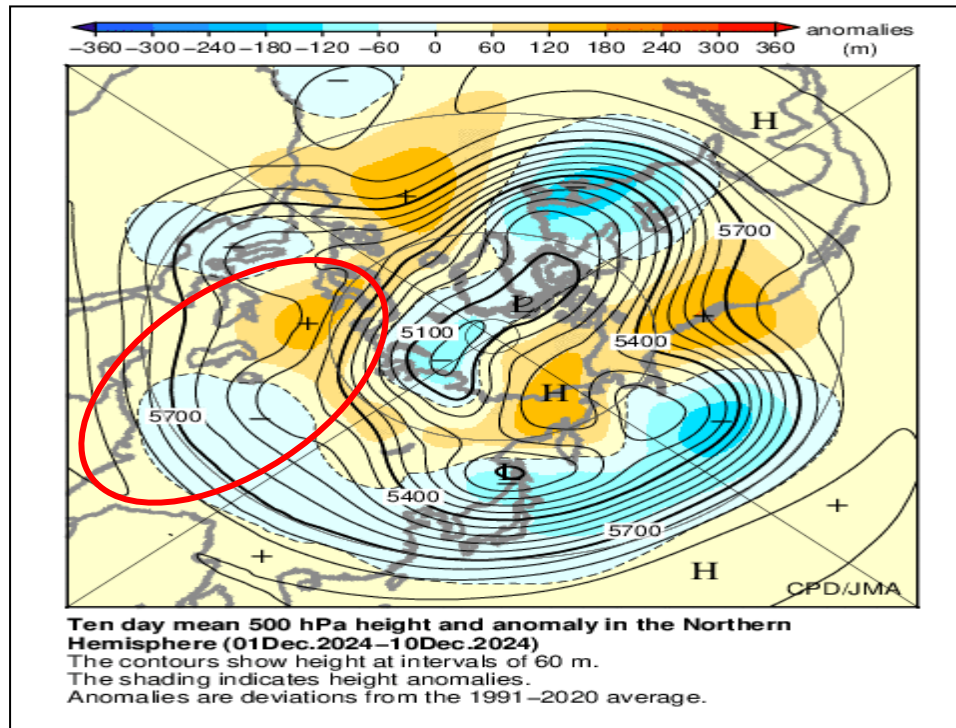 anomalies
−360 −300 −240 −180 −120 −60 0 60 120 180 240 300 360 (m)
−
H
+
−
5700
−
+
L
+
5100
5400
−
H
5700
−
−
L
5400
+
5700
+
H
CPD/JMA
Ten day mean 500 hPa height and anomaly in the Northern
Hemisphere (01Dec.2024−10Dec.2024)
The contours show height at intervals of 60 m.
The shading indicates height anomalies.
Anomalies are deviations from the 1991−2020 average.